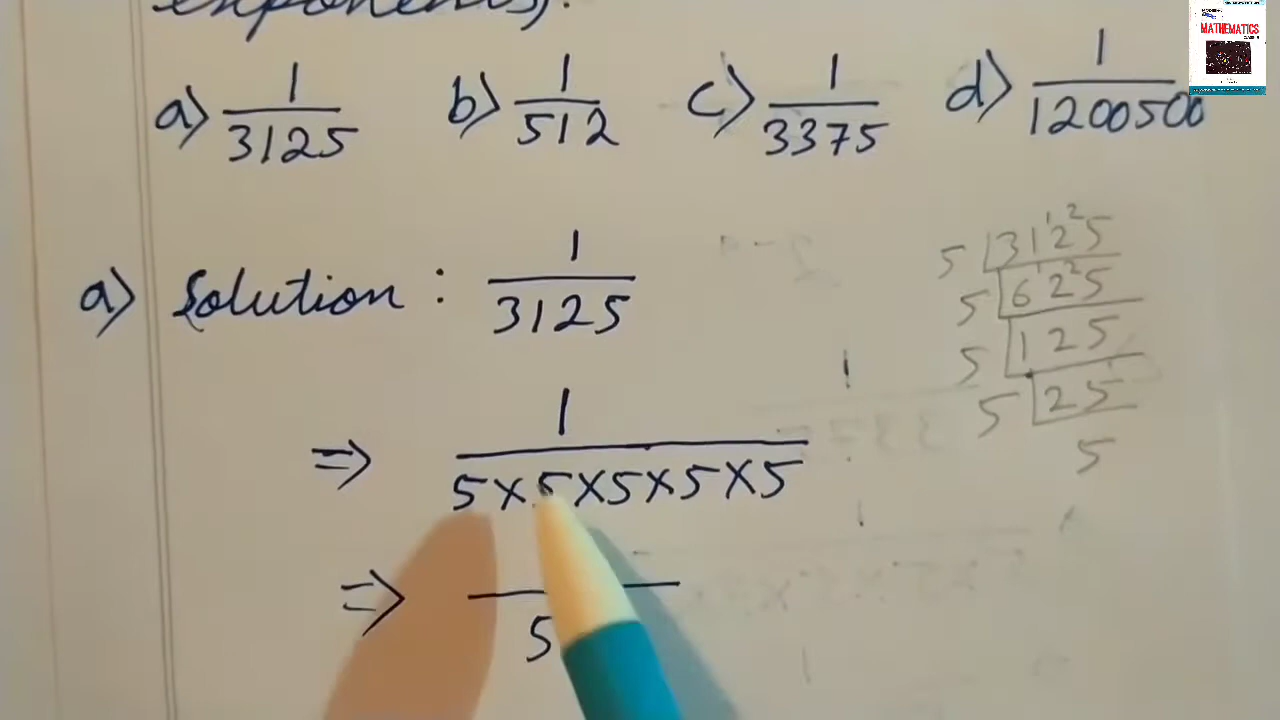 exponents).
a) 1/3125 b) 1/512 c) 1/3375 d) 1/1200500
MATHEMATICS
a) Solution : 1/3125
5 | 3125
5 | 625
5 | 125
5 | 25
5
⇒ 1/5×5×5×5×5
⇒ /5